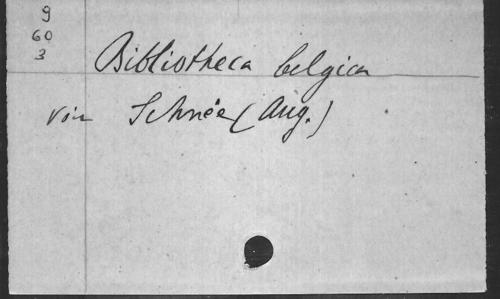 9
60
3
Bibliotheca belgica
voir Schnée (Aug.)